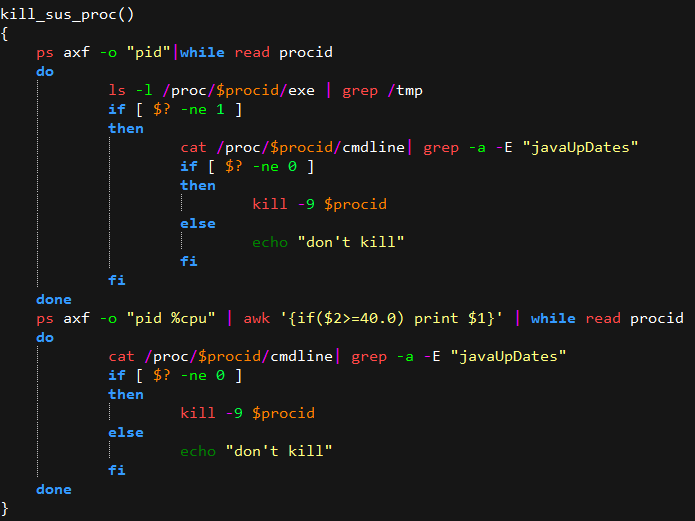 kill_sus_proc()
{
ps axf -o "pid"|while read procid
do
ls -l /proc/$procid/exe | grep /tmp
if [ $? -ne 1 ]
then
cat /proc/$procid/cmdline| grep -a -E "javaUpDates"
if [ $? -ne 0 ]
then
kill -9 $procid
else
echo "don't kill"
fi
fi
done
ps axf -o "pid %cpu" | awk '{if($2>=40.0) print $1}' | while read procid
do
cat /proc/$procid/cmdline| grep -a -E "javaUpDates"
if [ $? -ne 0 ]
then
kill -9 $procid
else
echo "don't kill"
fi
done
}